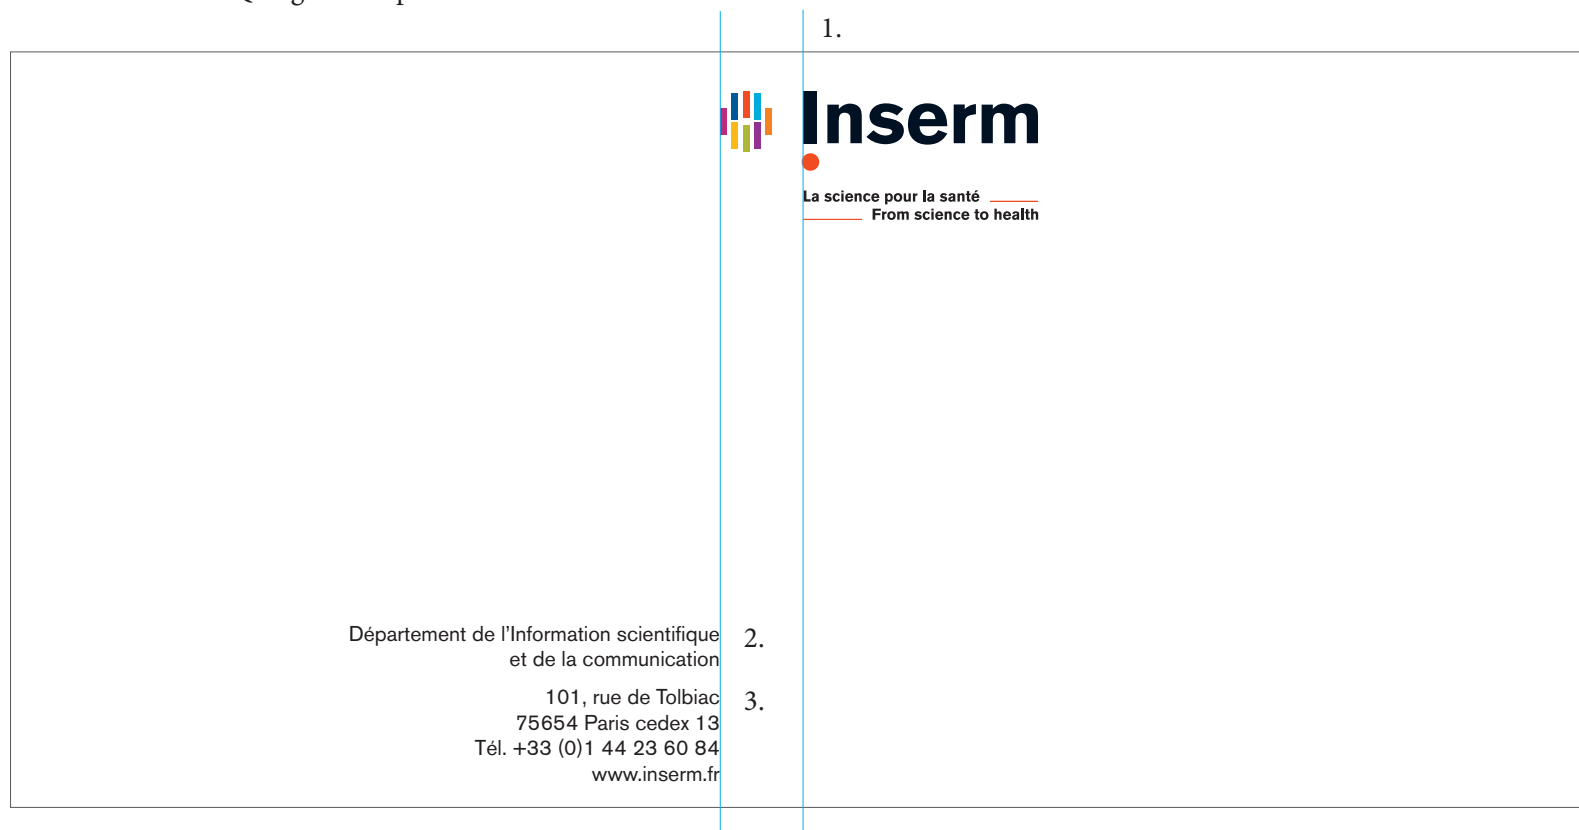 1.
Inserm
La science pour la santé
From science to health
Département de l'Information scientifique
et de la communication
2.
101, rue de Tolbiac
75654 Paris cedex 13
Tél. +33 (0)1 44 23 60 84
www.inserm.fr
3.